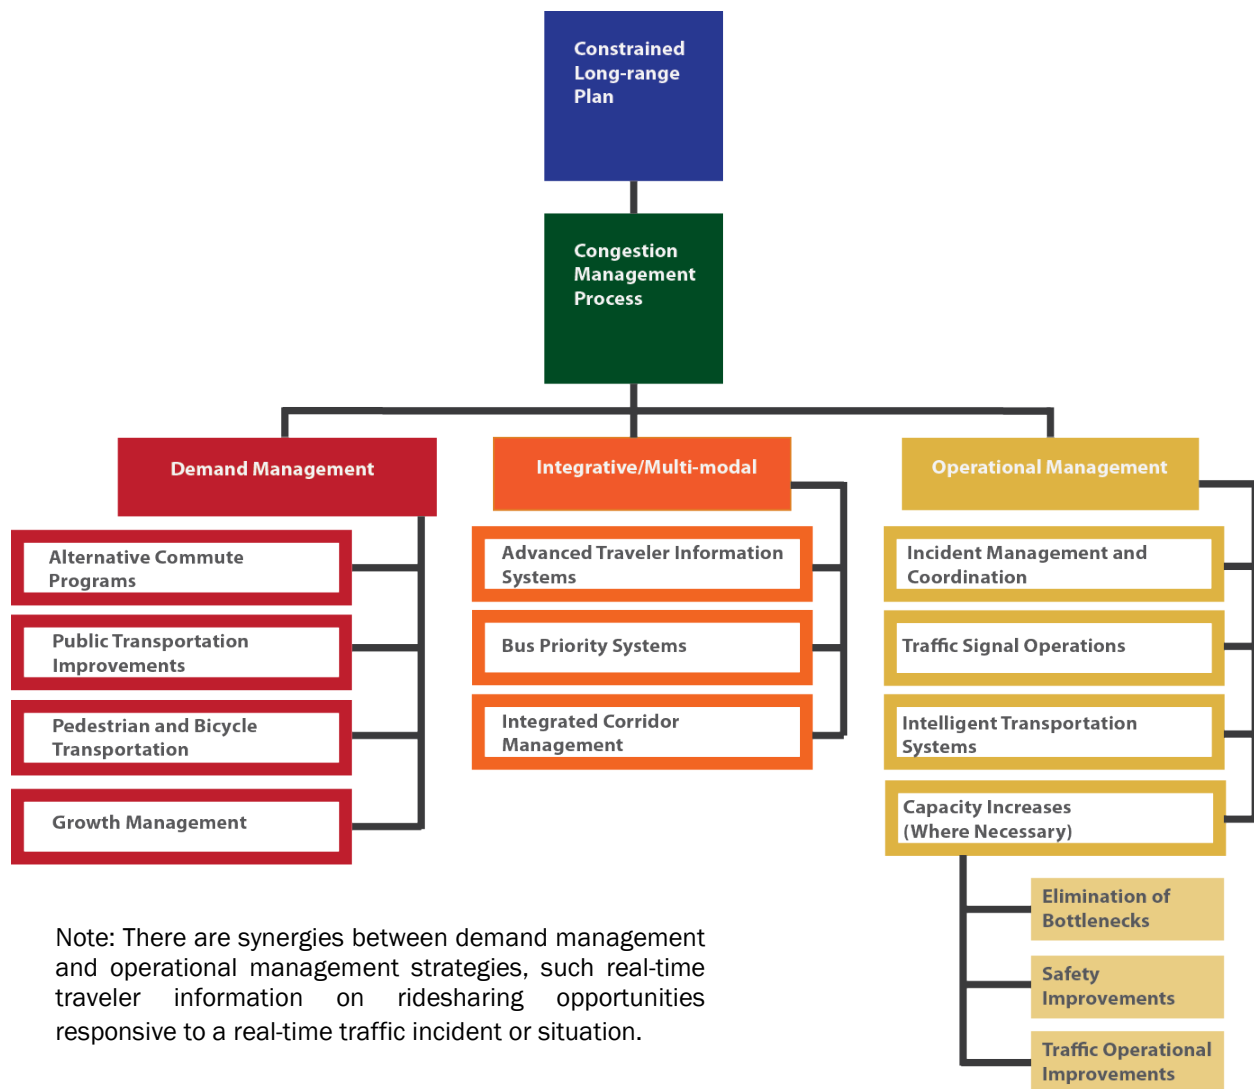 Constrained
Long-range
Plan
Congestion
Management
Process
Demand Management
Alternative Commute
Programs
Public Transportation
Improvements
Pedestrian and Bicycle
Transportation
Growth Management
Integrative/Multi-modal
Advanced Traveler Information
Systems
Bus Priority Systems
Integrated Corridor
Management
Operational Management
Incident Management and
Coordination
Traffic Signal Operations
Intelligent Transportation
Systems
Capacity Increases
(Where Necessary)
Elimination of
Bottlenecks
Safety
Improvements
Traffic Operational
Improvements
Note: There are synergies between demand management
and operational management strategies, such real-time
traveler information on ridesharing opportunities
responsive to a real-time traffic incident or situation.